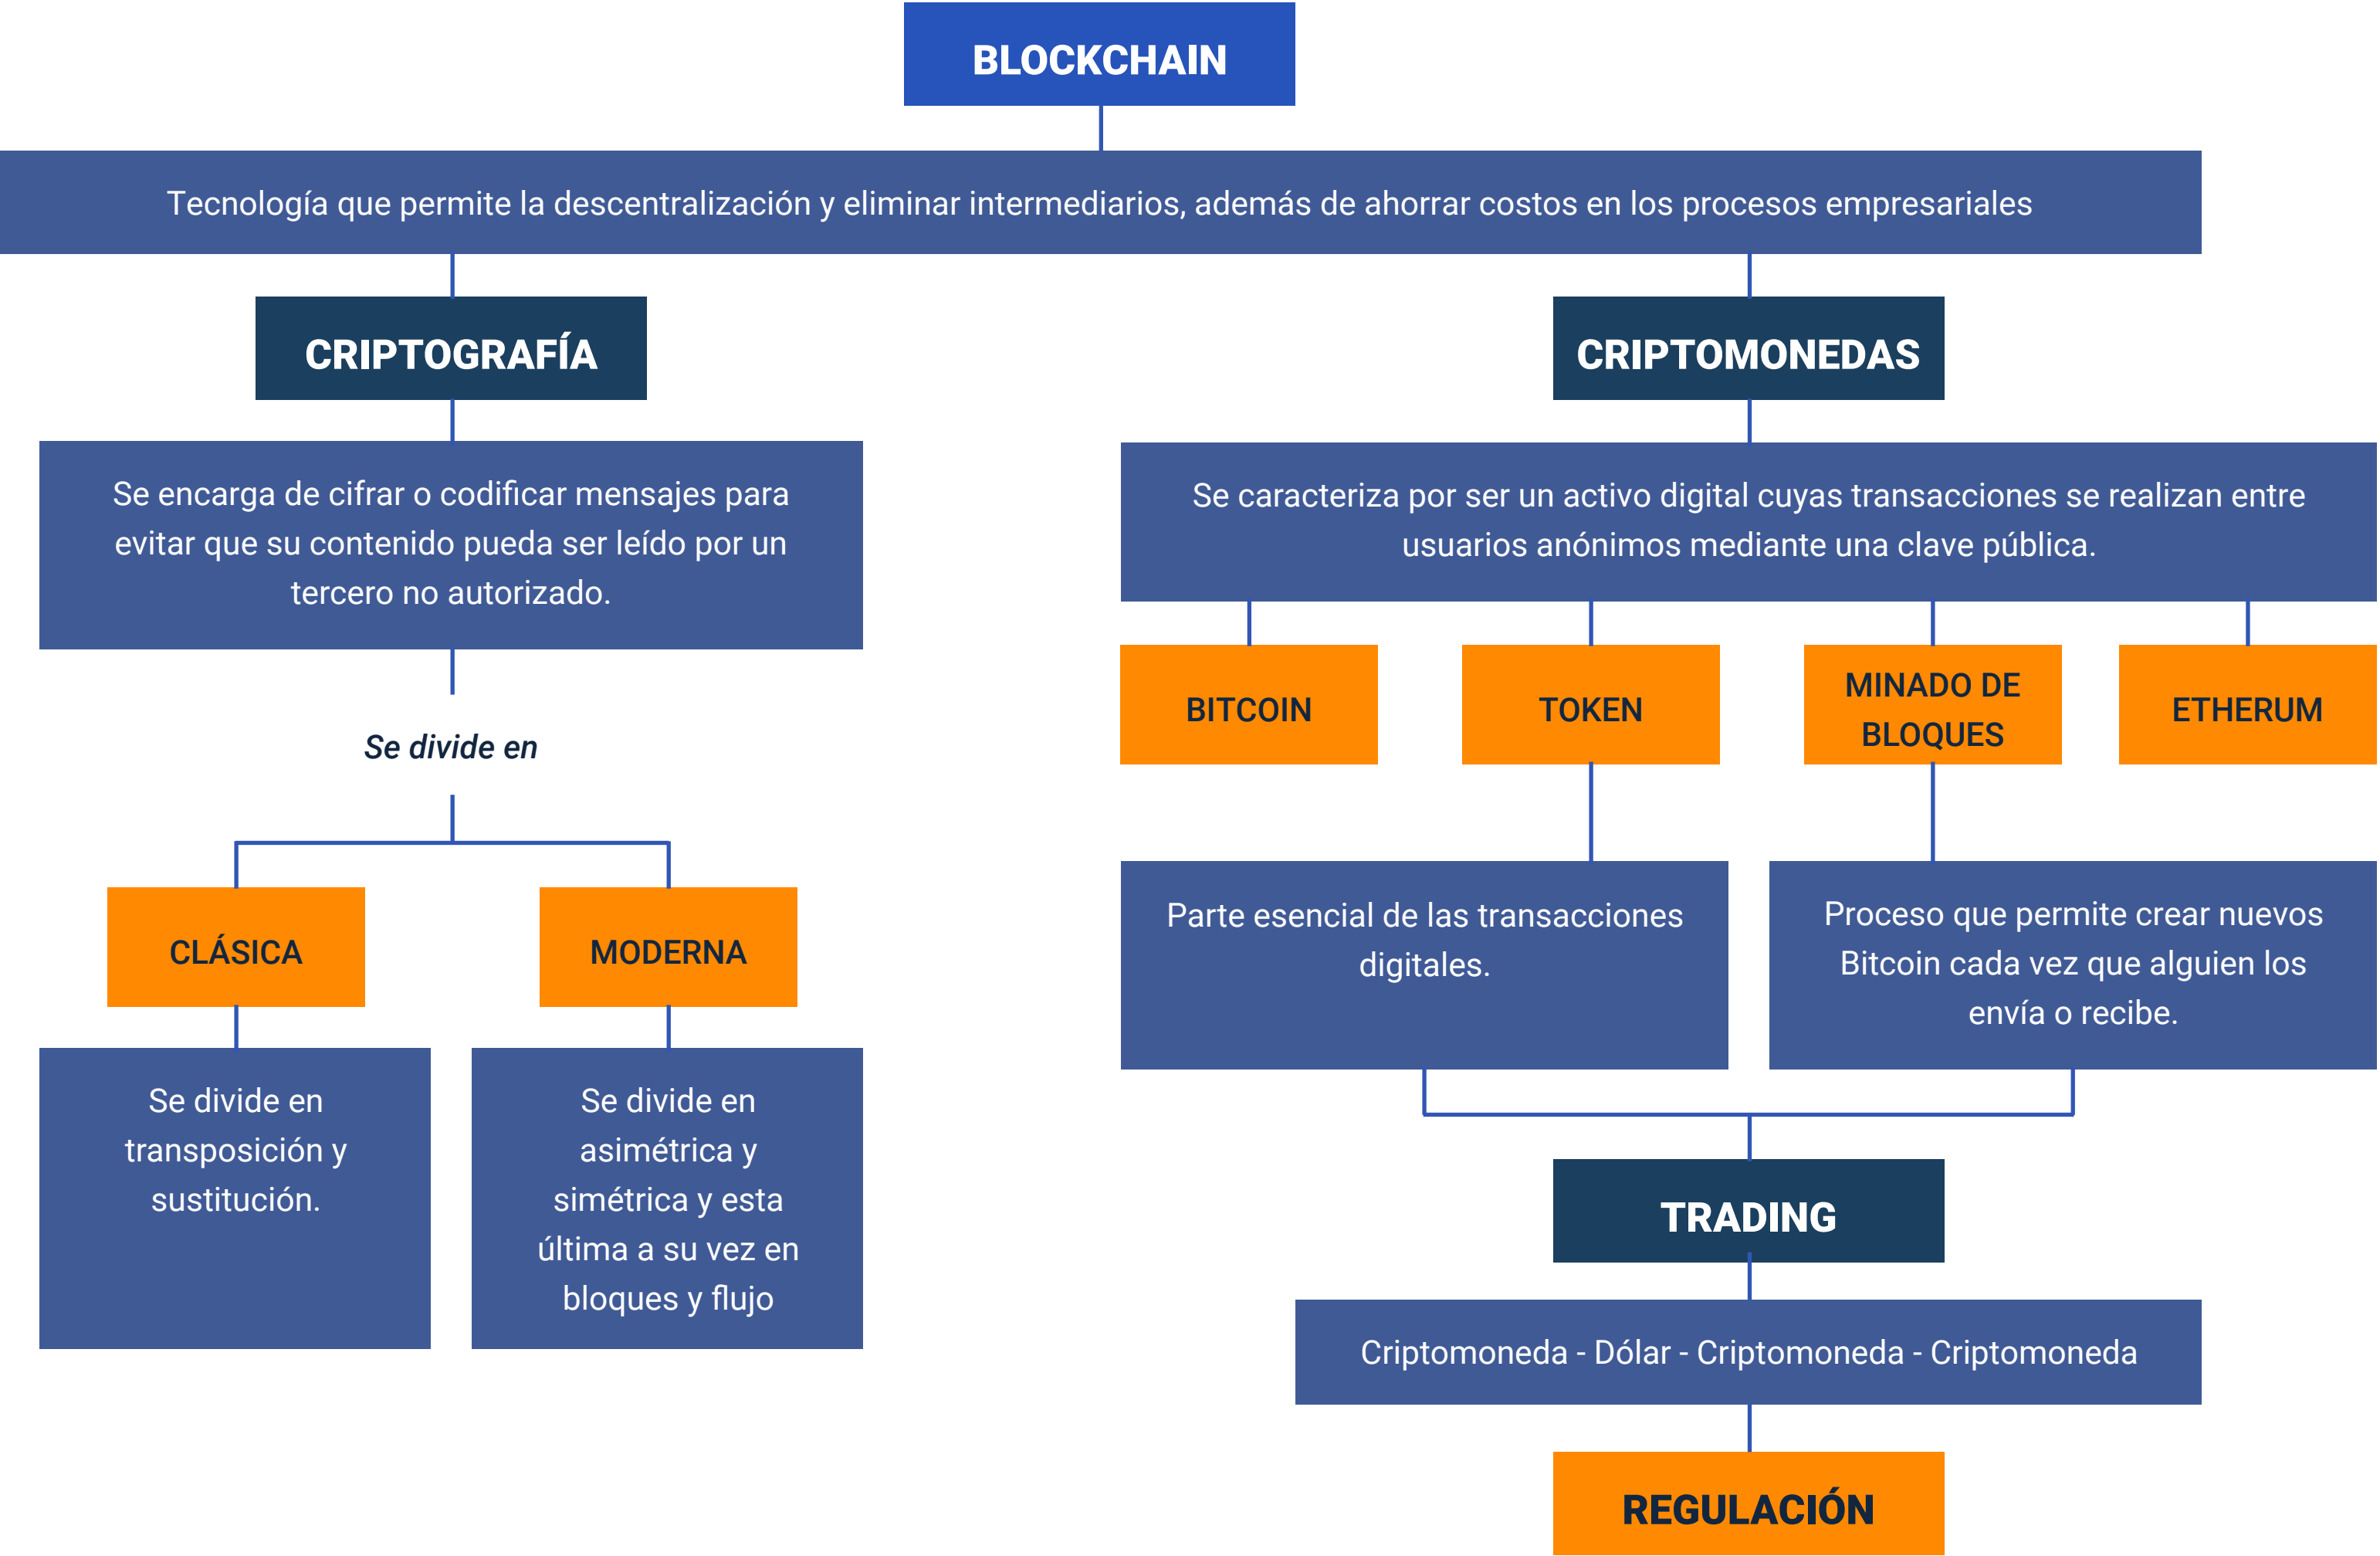 BLOCKCHAIN
Tecnología que permite la descentralización y eliminar intermediarios, además de ahorrar costos en los procesos empresariales
CRIPTOGRAFÍA
Se encarga de cifrar o codificar mensajes para
evitar que su contenido pueda ser leído por un
tercero no autorizado.
Se divide en
CLÁSICA
Se divide en
transposición y
sustitución.
MODERNA
Se divide en
asimétrica y
simétrica y esta
última a su vez en
bloques y flujo
CRIPTOMONEDAS
Se caracteriza por ser un activo digital cuyas transacciones se realizan entre
usuarios anónimos mediante una clave pública.
BITCOIN
TOKEN
MINADO DE
BLOQUES
ETHERUM
Parte esencial de las transacciones
digitales.
Proceso que permite crear nuevos
Bitcoin cada vez que alguien los
envía o recibe.
TRADING
Criptomoneda - Dólar - Criptomoneda - Criptomoneda
REGULACIÓN